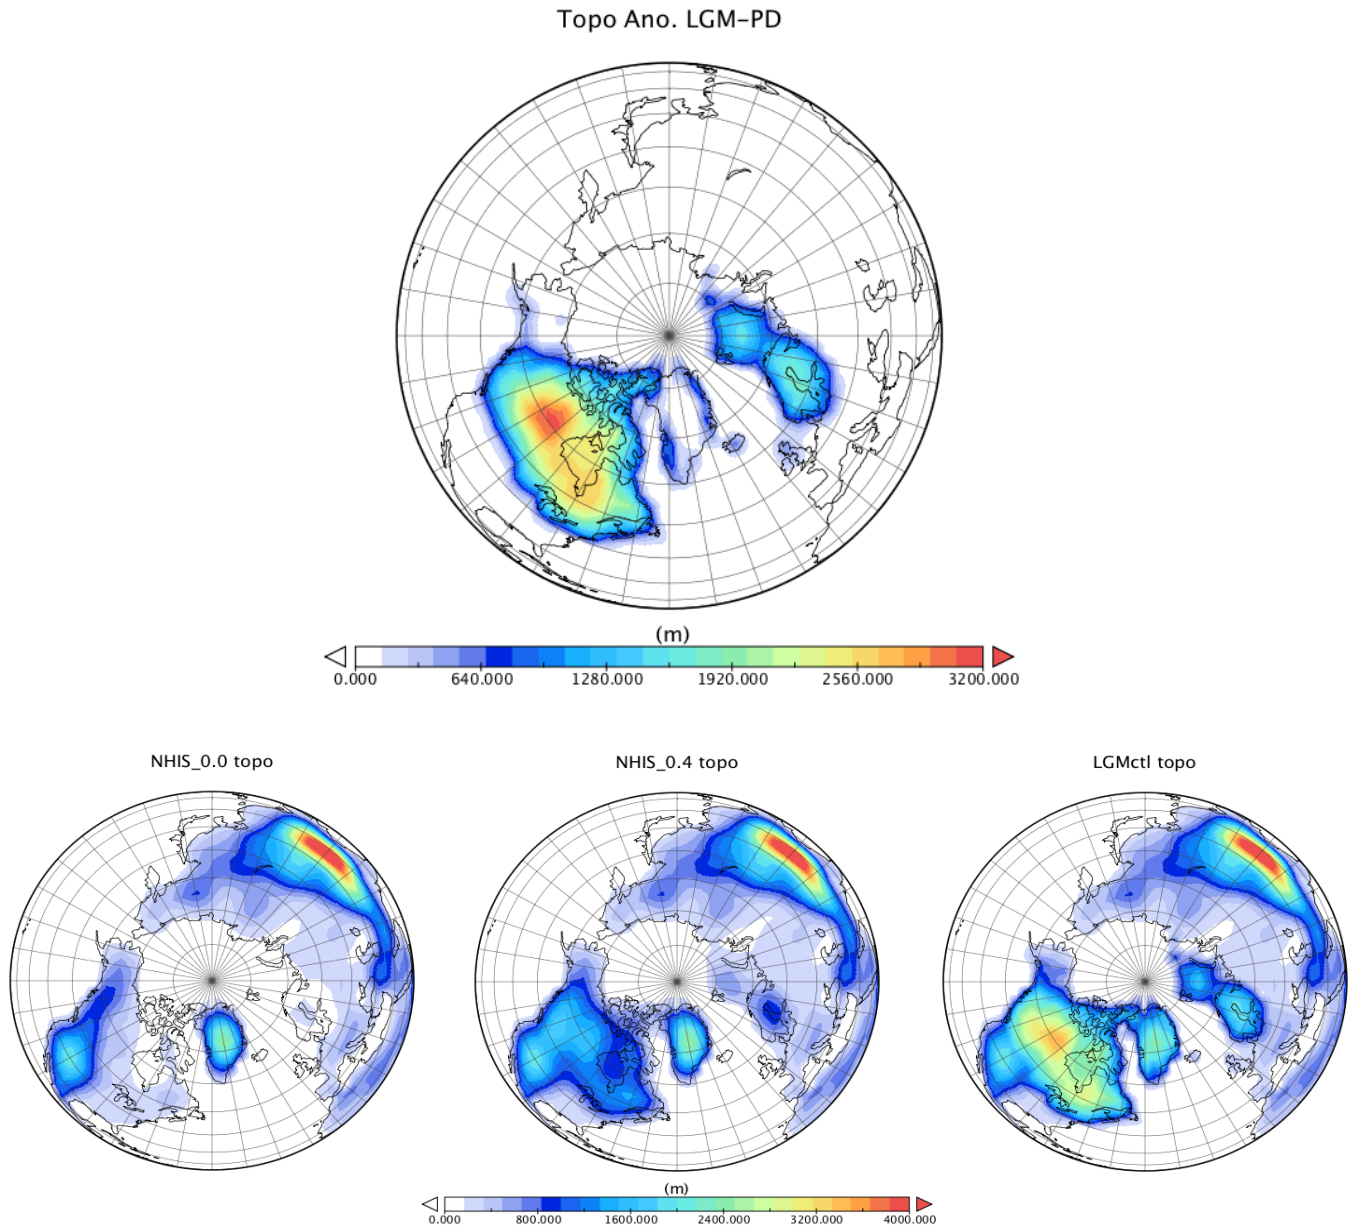 Topo Ano. LGM-PD
(m)
0.000 640.000 1280.000 1920.000 2560.000 3200.000
NHIS_0.0 topo NHIS_0.4 topo LGMctl topo
(m)
0.000 800.000 1600.000 2400.000 3200.000 4000.000